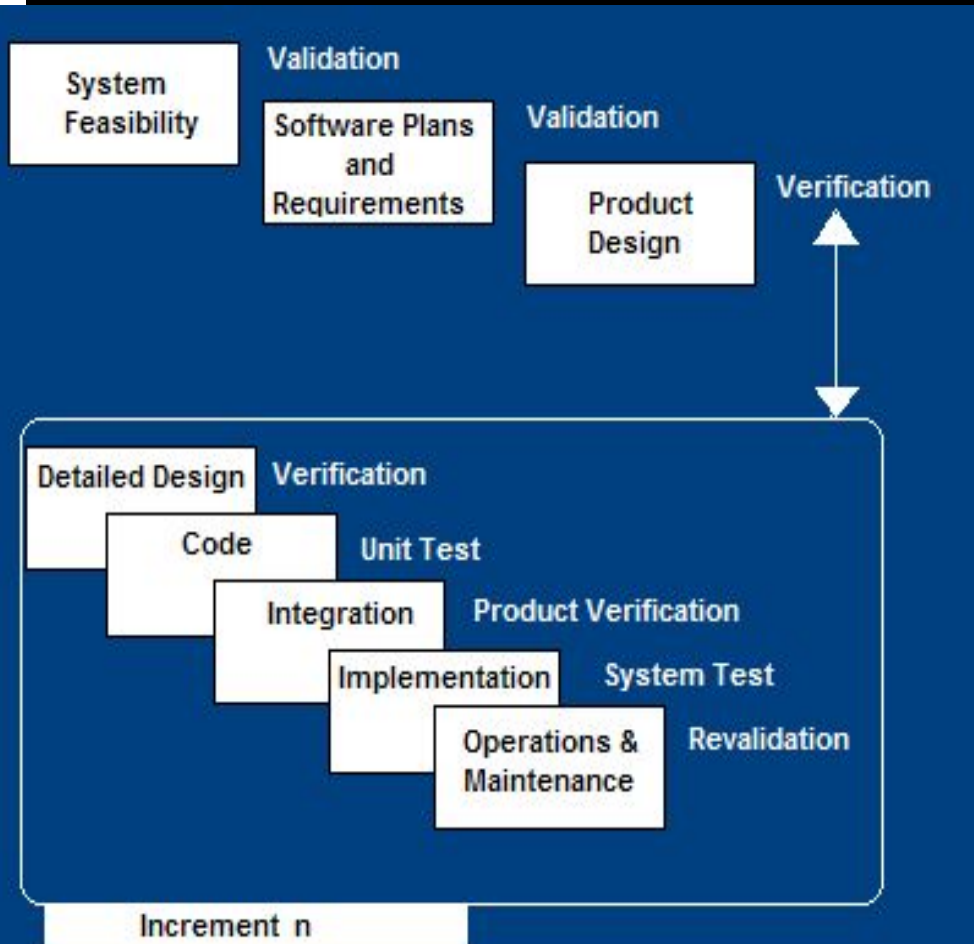 System
Feasibility
Validation
Software Plans
and
Requirements
Validation
Product
Design
Verification
Detailed Design
Verification
Code
Unit Test
Integration
Product Verification
Implementation
System Test
Operations &
Maintenance
Revalidation
Increment n